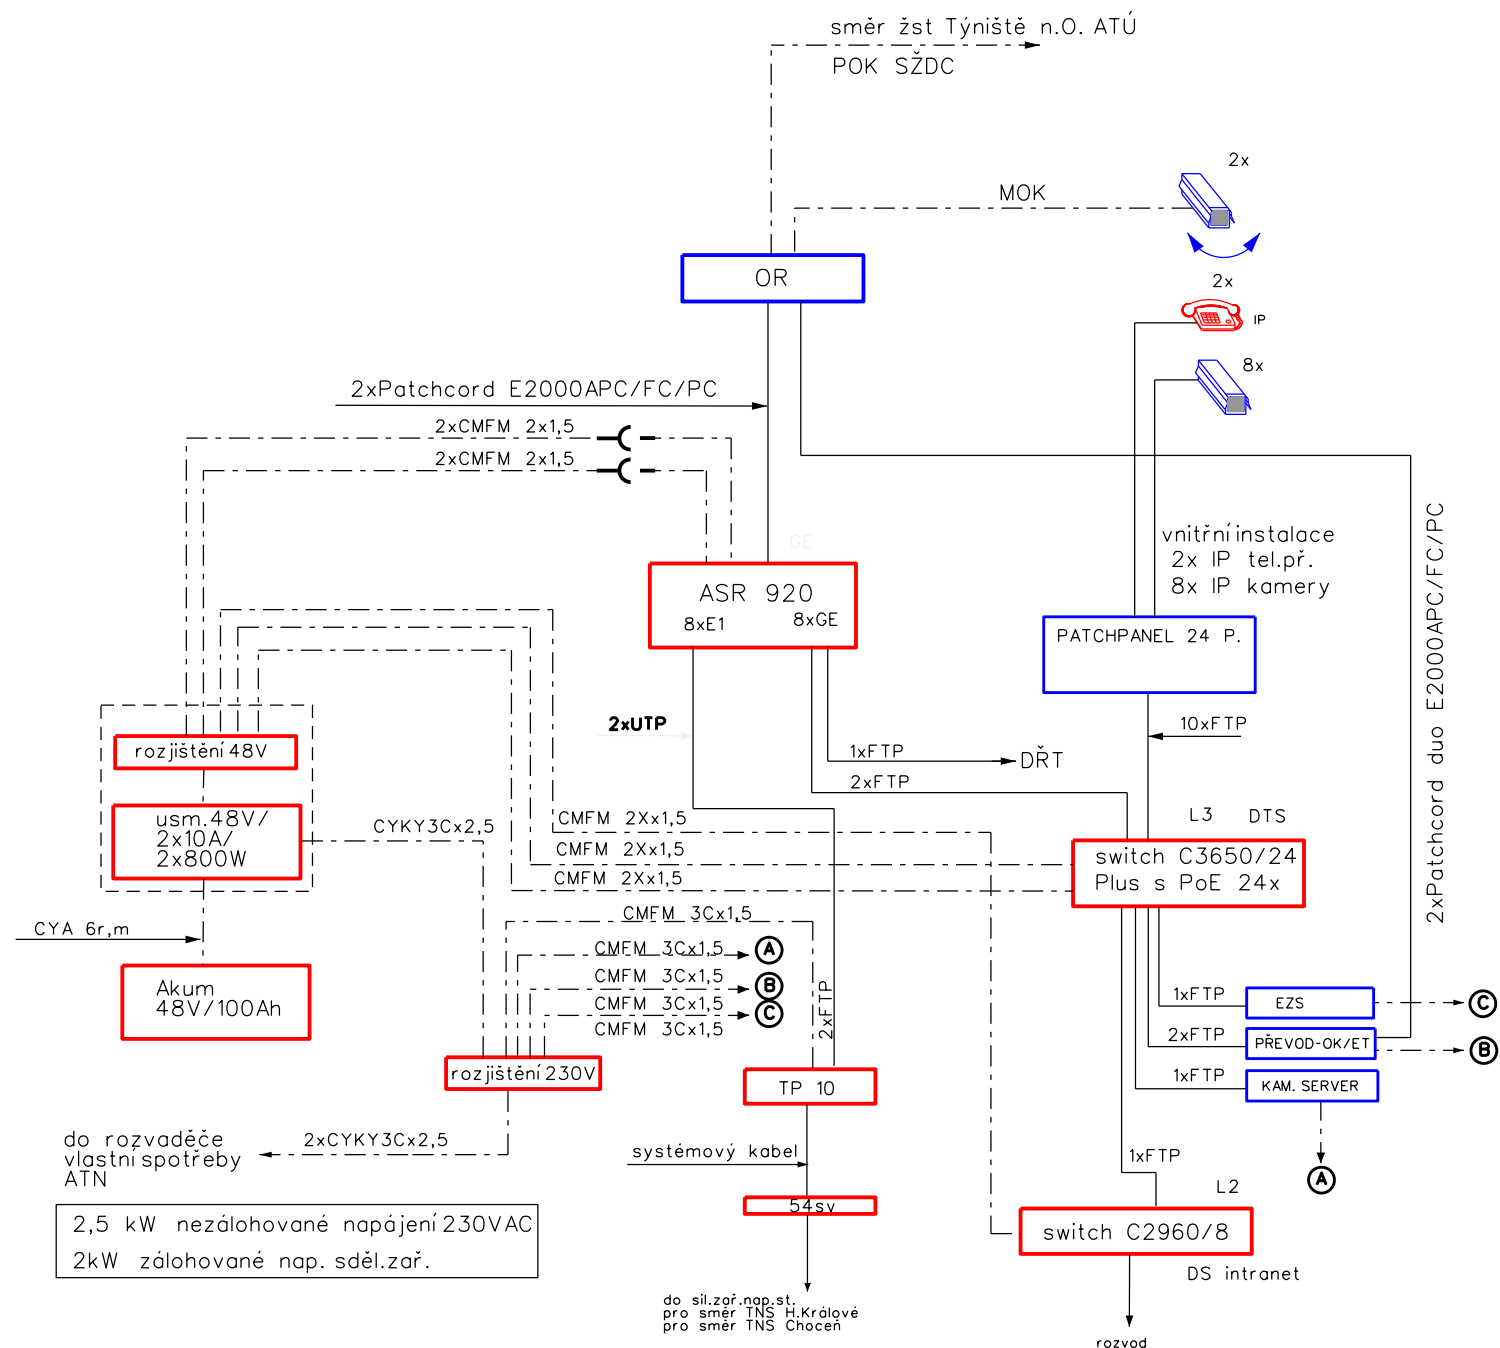 směr žst Týniště n.O. ATÚ
POK SŽDC
2x
MOK
OR
2x
IP
8x
2xPatchcord E2000APC/FC/PC
2xCMFM 2x1,5
2xCMFM 2x1,5
GE
vnitřní instalace
2x IP tel.př.
8x IP kamery
2xPatchcord duo E2000APC/FC/PC
ASR 920
8xE1
8xGE
PATCHPANEL 24 P.
2xUTP
10xFTP
1xFTP
DŘT
2xFTP
rozjištění 48V
usm.48V/
2x10A/
2x800W
CYKY3Cx2,5
CMFM 2Xx1,5
CMFM 2Xx1,5
CMFM 2Xx1,5
L3 DTS
switch C3650/24
Plus s PoE 24x
CYA 6r,m
Akum
48V/100Ah
CMFM 3Cx1,5
CMFM 3Cx1,5
A
CMFM 3Cx1,5
B
CMFM 3Cx1,5
C
CMFM 3Cx1,5
2xFTP
1xFTP
EZS
C
2xFTP
PŘEVOD-OK/ET
B
1xFTP
KAM. SERVER
A
rozjištění 230V
TP 10
do rozvaděče
vlastní spotřeby
ATN
2xCYKY3Cx2,5
systémový kabel
54sv
1xFTP
L2
switch C2960/8
DS intranet
rozvod
2,5 kW nezálohované napájení 230VAC
2kW zálohované nap. sděl.zař.
do sil.zař.nap.st.
pro směr TNS H.Králové
pro směr TNS Choceň